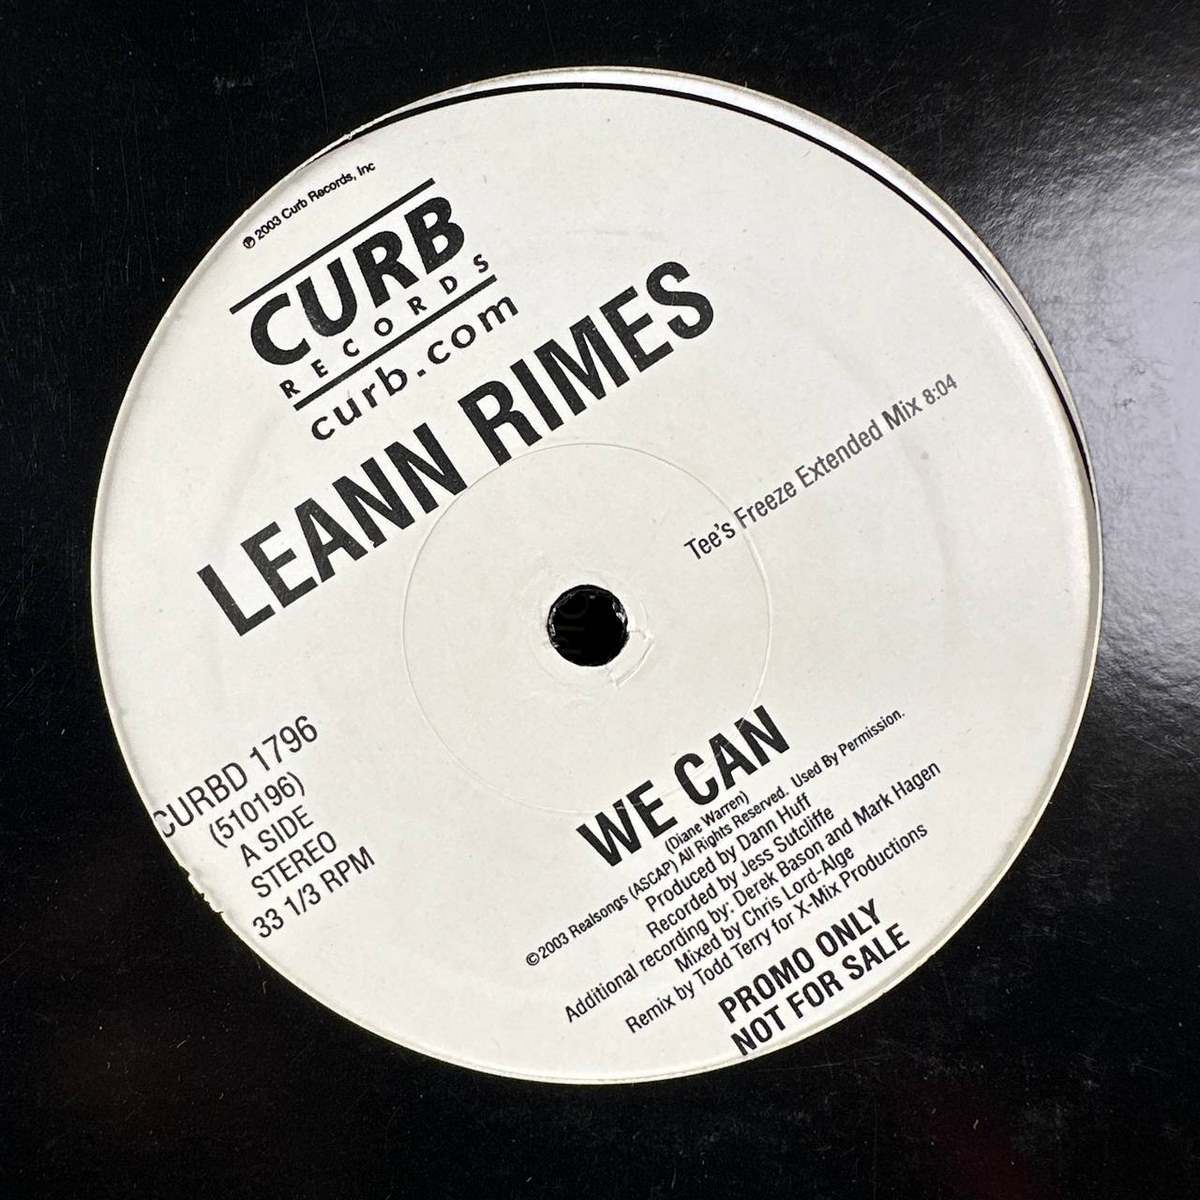 ℗ 2003 Curb Records, Inc
CURB
RECORDS
curb.com
LEANN RIMES
Tee's Freeze Extended Mix 8:04
CURBD 1796
(510196)
A SIDE
STEREO
33 1/3 RPM
WE CAN
(Diane Warren)
©2003 Realsongs (ASCAP) All Rights Reserved. Used By Permission.
Produced by Dann Huff
Recorded by Jess Sutcliffe
Additional recording by: Derek Bason and Mark Hagen
Mixed by Chris Lord-Alge
Remix by Todd Terry for X-Mix Productions
PROMO ONLY
NOT FOR SALE